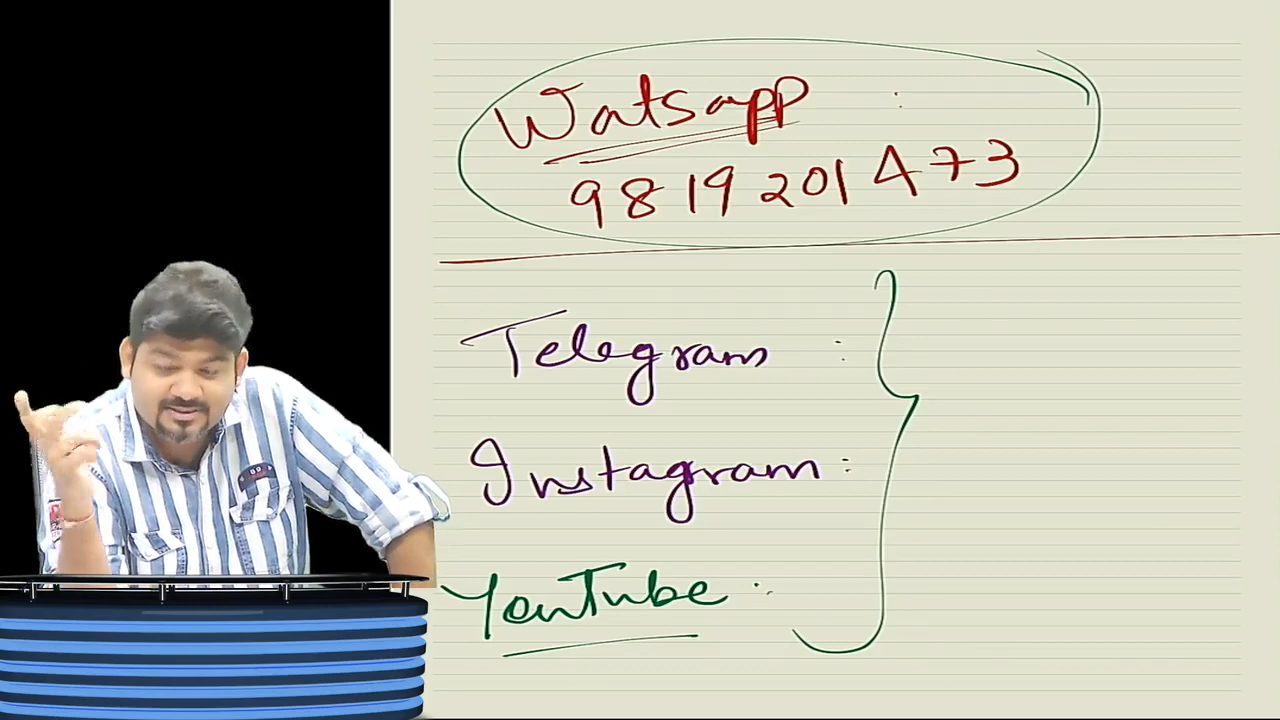 Watsapp :
9819201473
Telegram :
Instagram :
YouTube :